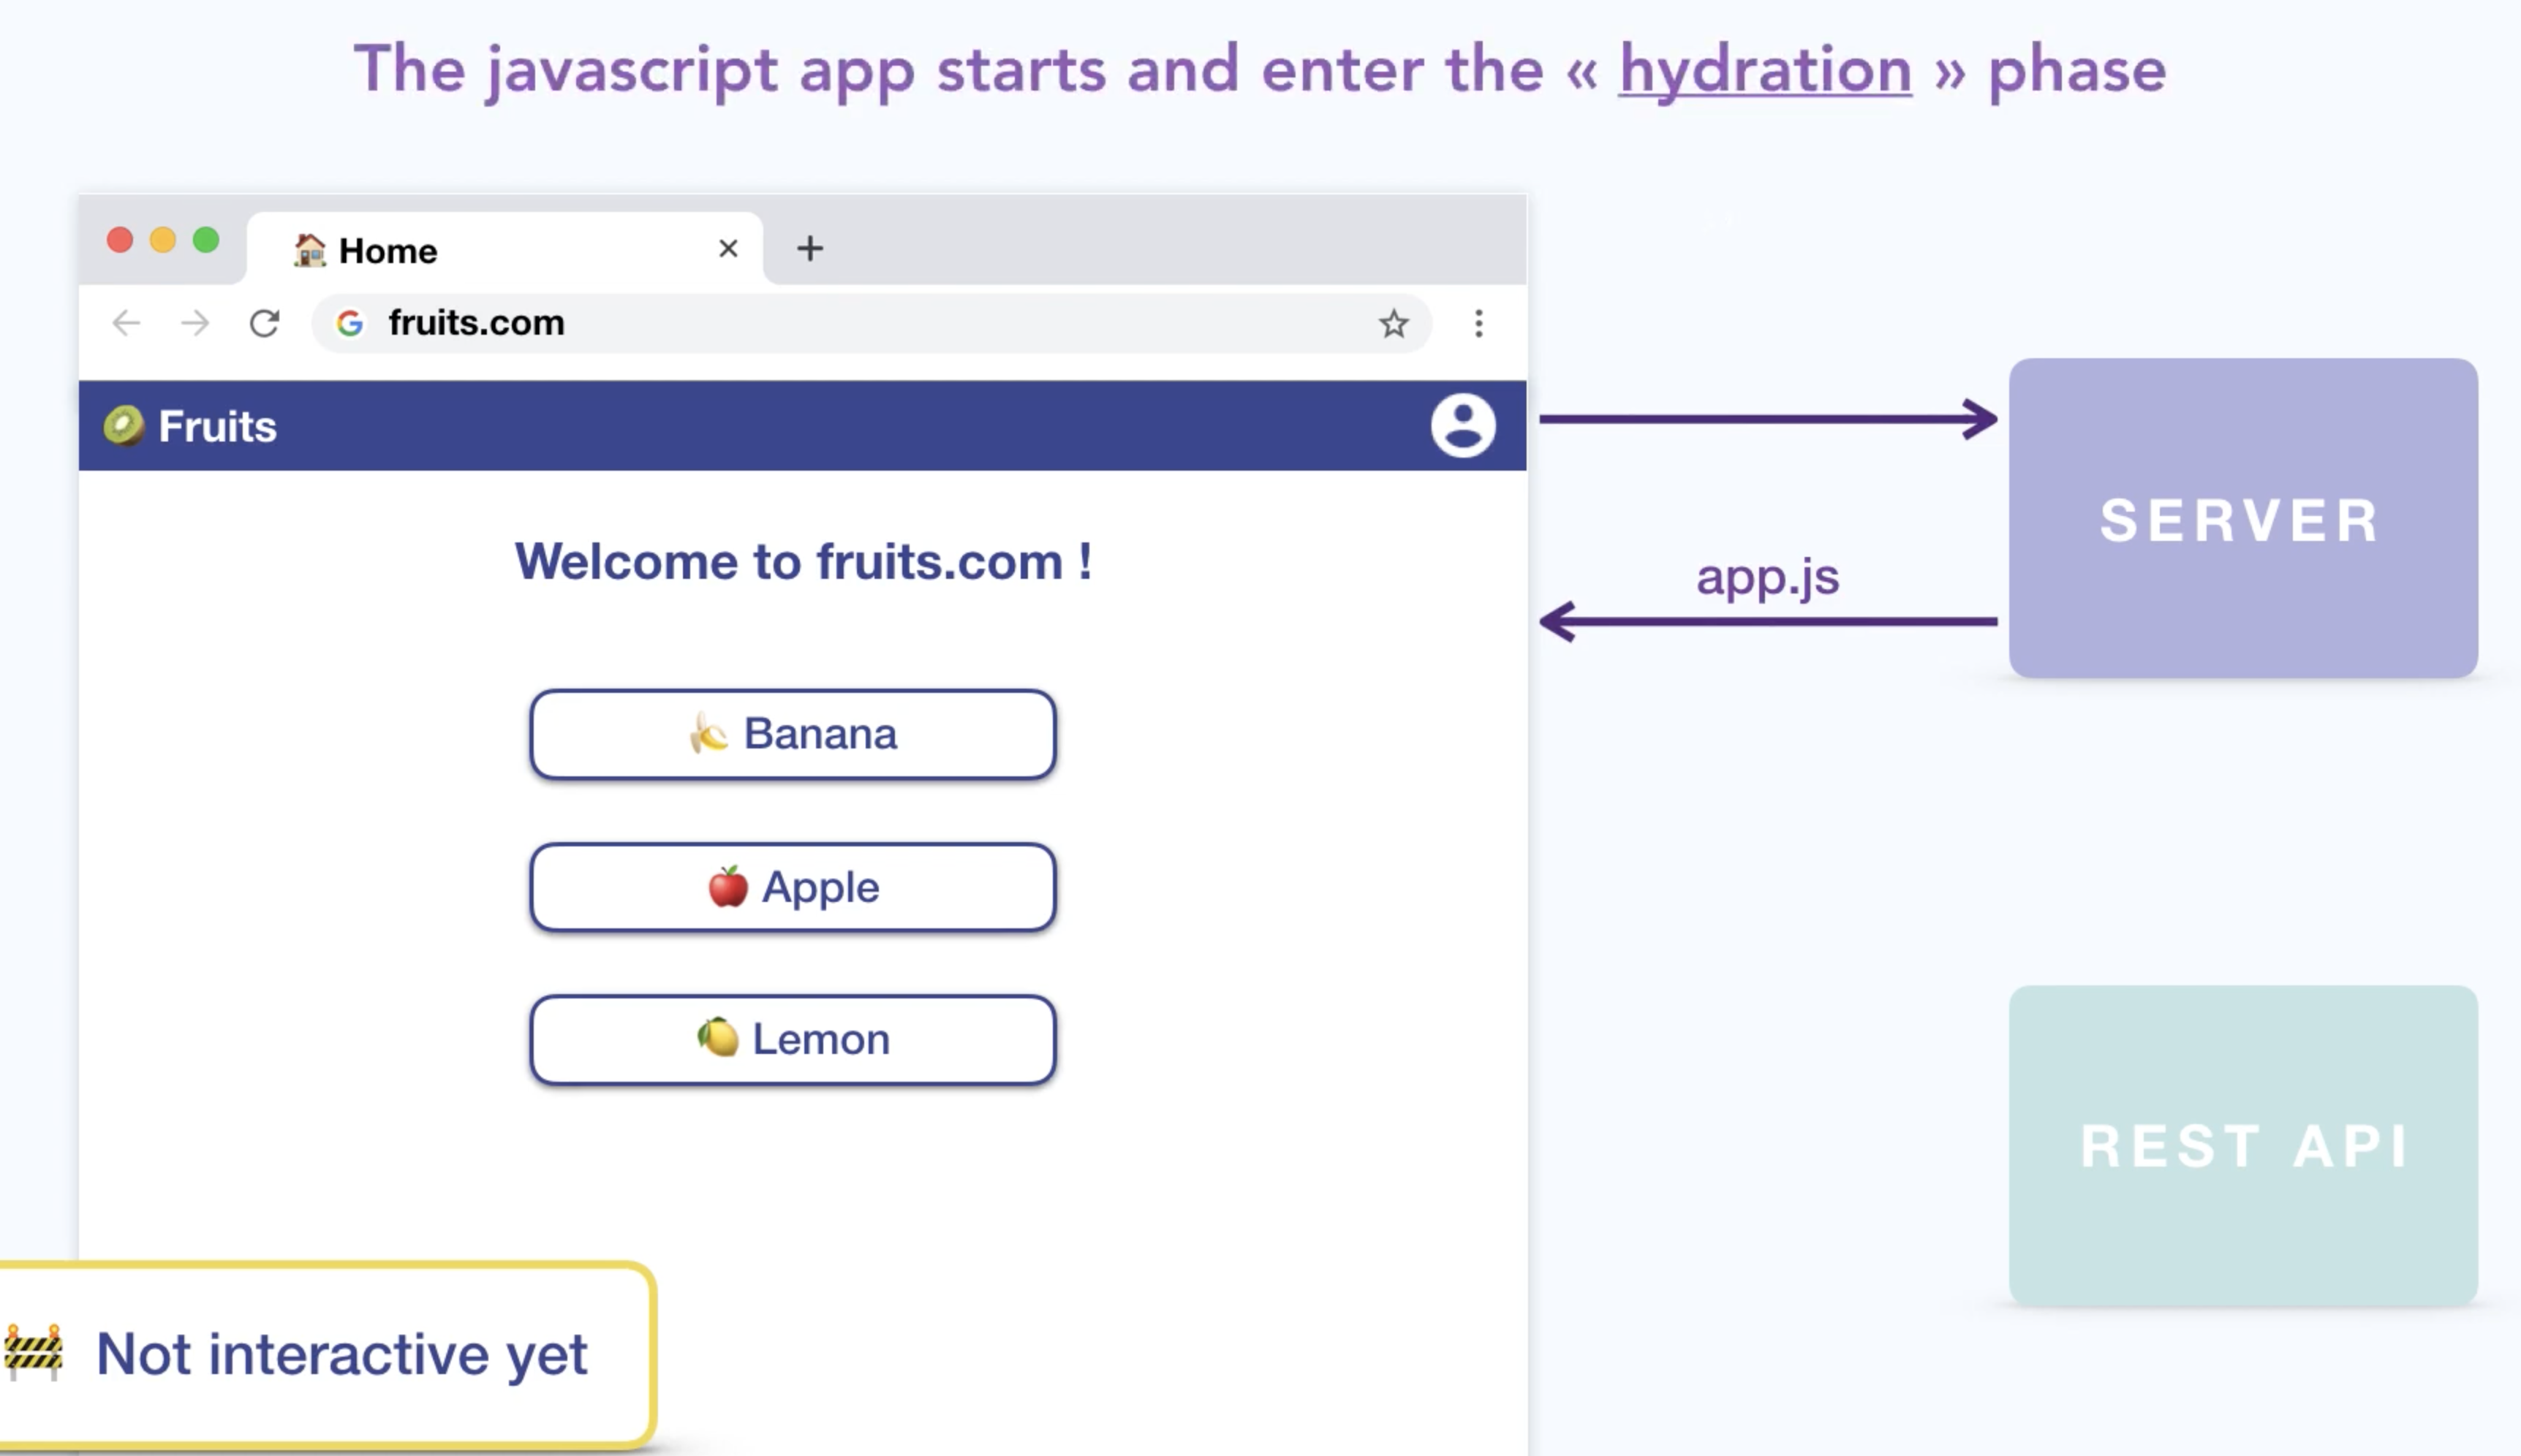 The javascript app starts and enter the « hydration » phase
Home
fruits.com
Fruits
Welcome to fruits.com !
Banana
Apple
Lemon
Not interactive yet
SERVER
app.js
REST API